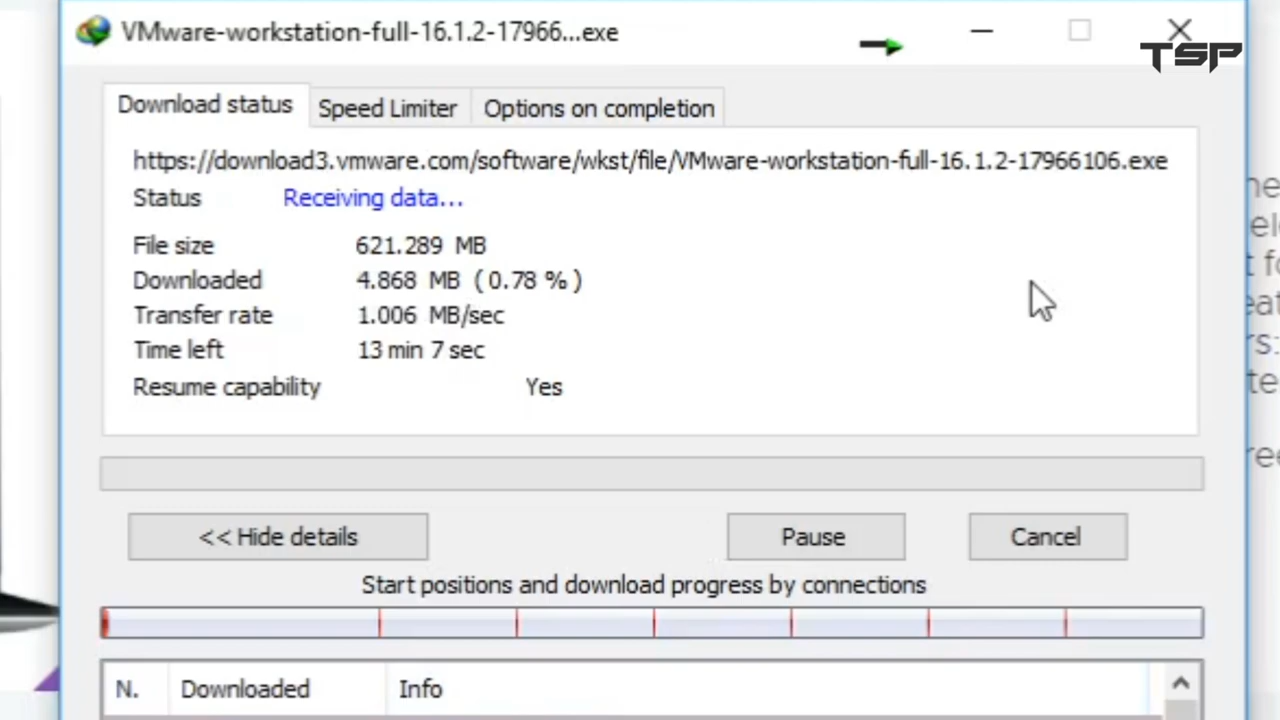 VMware-workstation-full-16.1.2-17966...exe
TSP
Download status
Speed Limiter
Options on completion
https://download3.vmware.com/software/wkst/file/VMware-workstation-full-16.1.2-17966106.exe
Status Receiving data...
File size 621.289 MB
Downloaded 4.868 MB ( 0.78 % )
Transfer rate 1.006 MB/sec
Time left 13 min 7 sec
Resume capability Yes
<< Hide details
Pause
Cancel
Start positions and download progress by connections
N. Downloaded Info